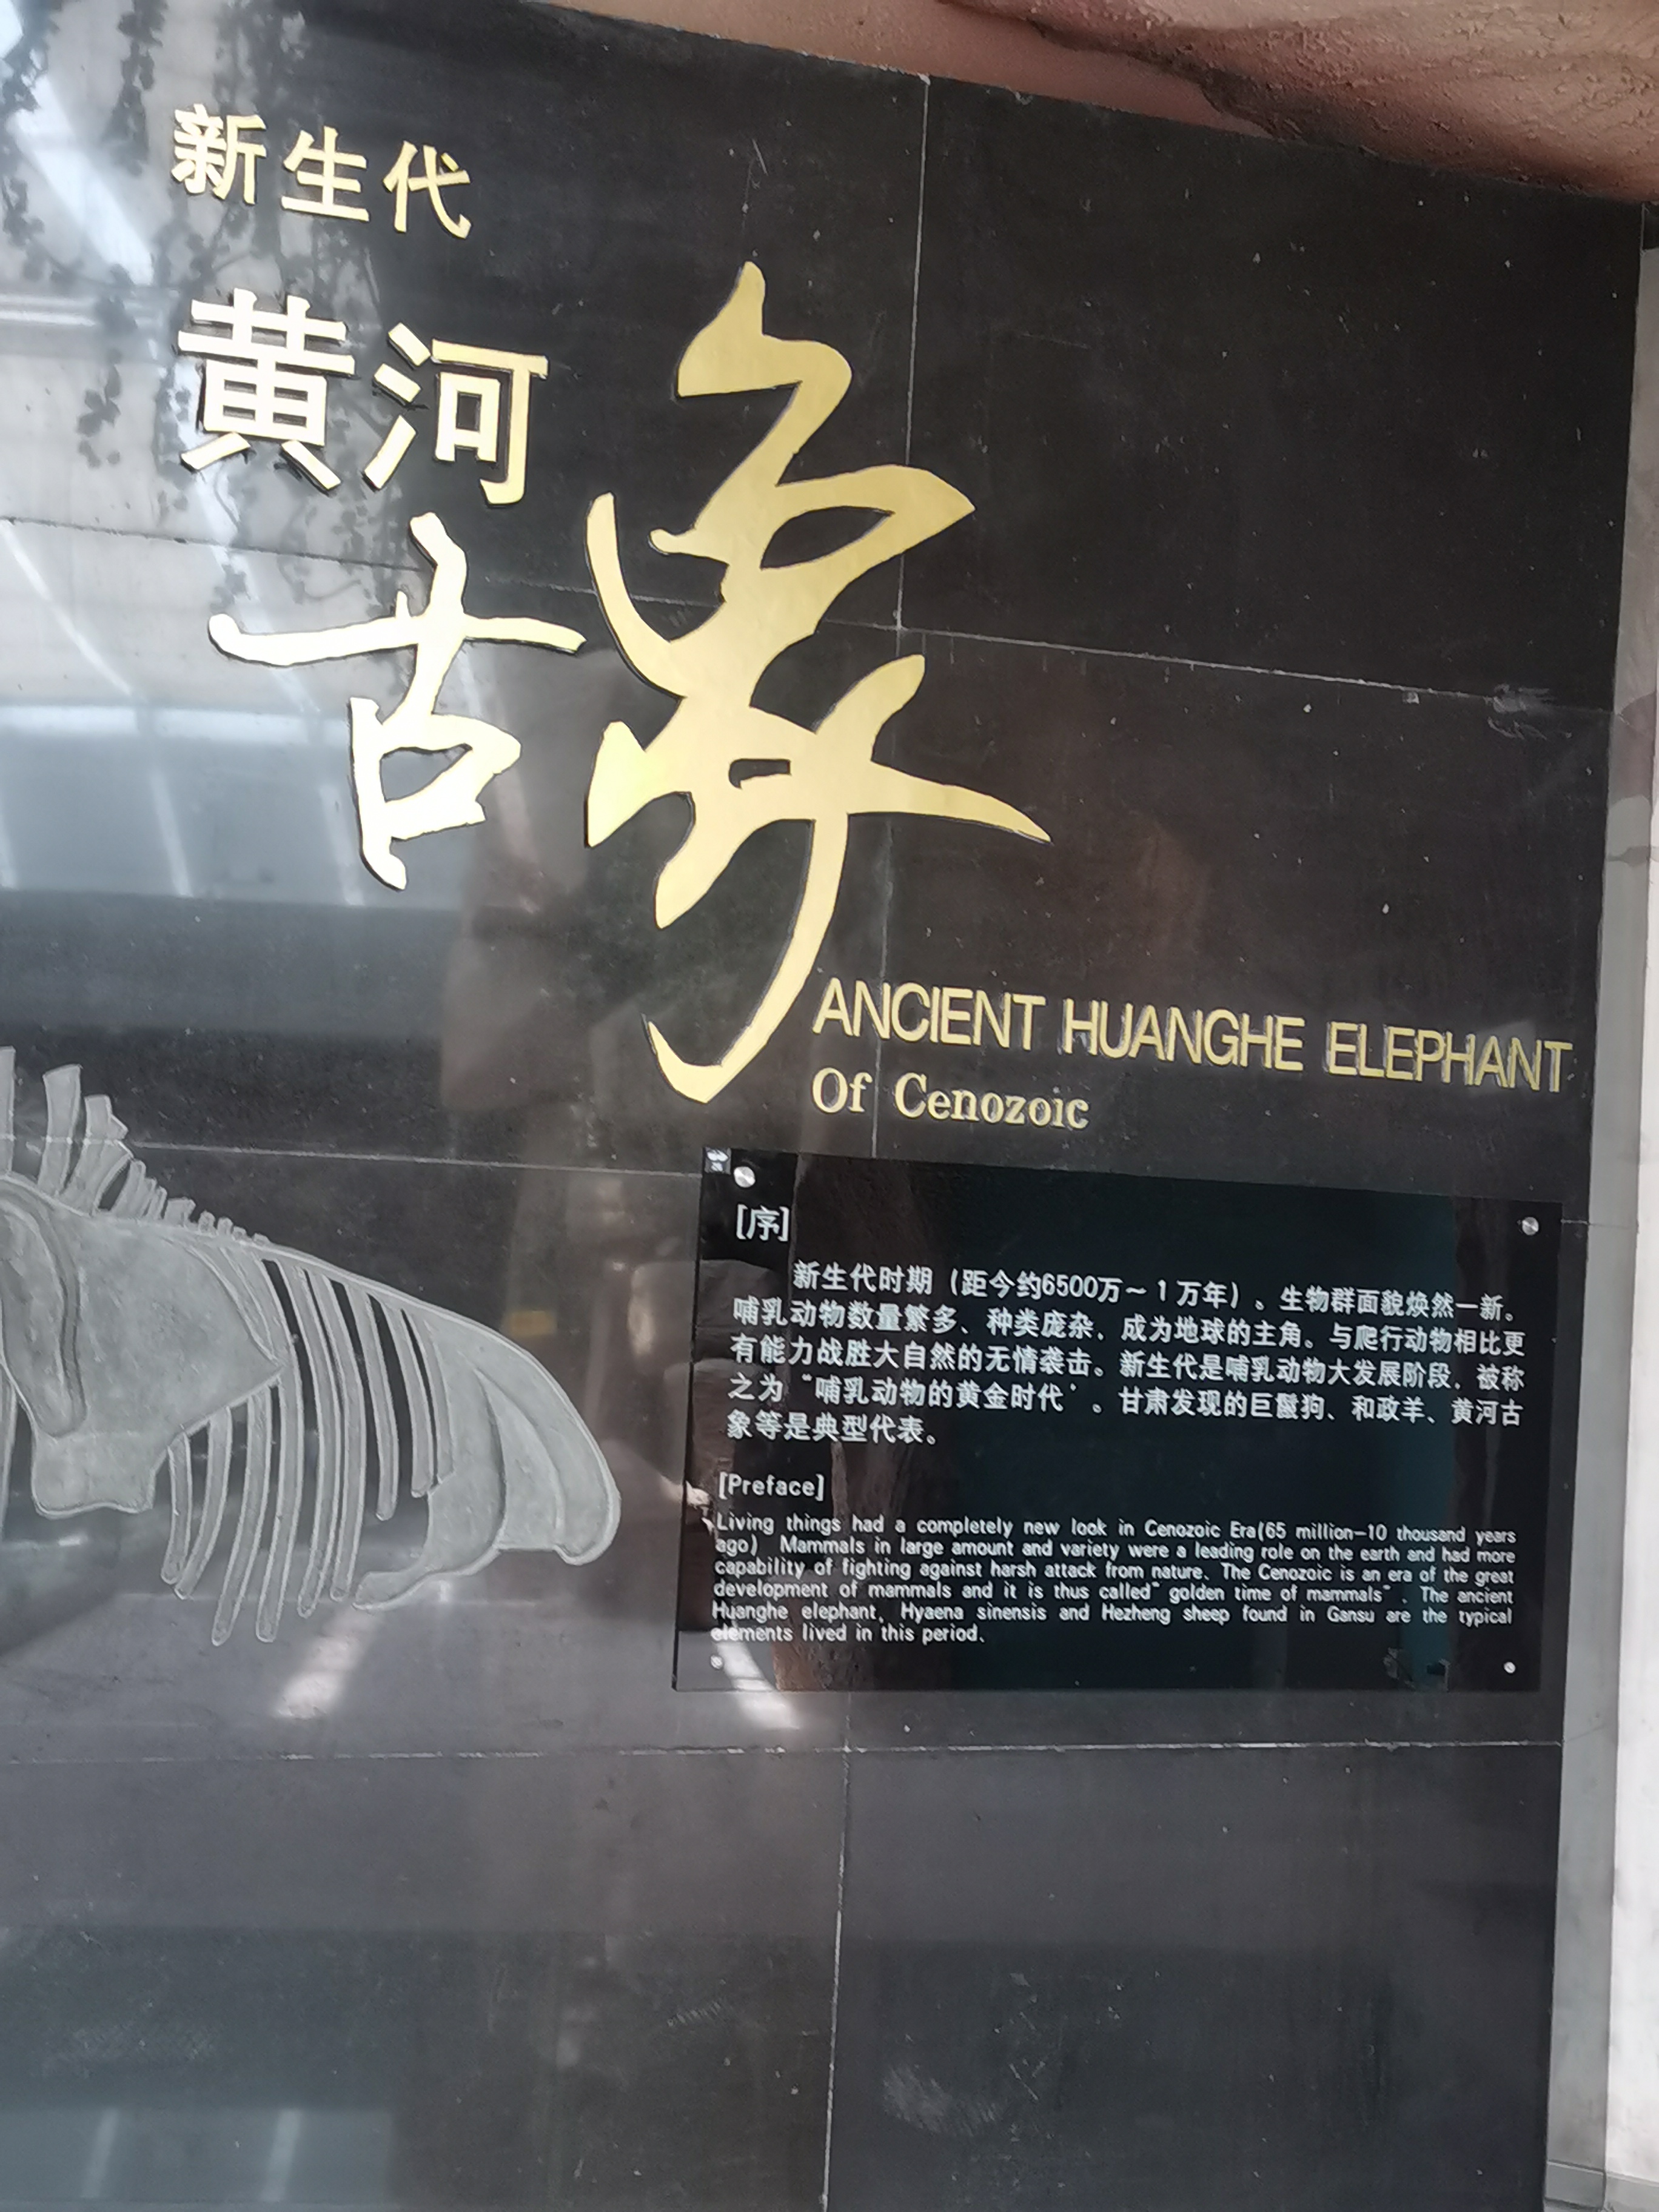 新生代
黄河
古象
ANCIENT HUANGHE ELEPHANT
Of Cenozoic
[序]
新生代时期（距今约6500万~1万年）、生物群面貌焕然一新。
哺乳动物数量繁多、种类庞杂，成为地球的主角。与爬行动物相比更
有能力战胜大自然的无情袭击。新生代是哺乳动物大发展阶段，被称
之为“哺乳动物的黄金时代’。甘肃发现的巨鬣狗、和政羊、黄河古
象等是典型代表。
[Preface]
Living things had a completely new look in Cenozoic Era(65 million-10 thousand years
ago) Mammals in large amount and variety were a leading role on the earth and had more
capability of fighting against harsh attack from nature、The Cenozoic is an era of the great
development of mammals and it is thus called“ golden time of mammals” . The ancient
Huanghe elephant, Hyaena sinensis and Hezheng sheep found in Gansu are the typical
elements lived in this period、